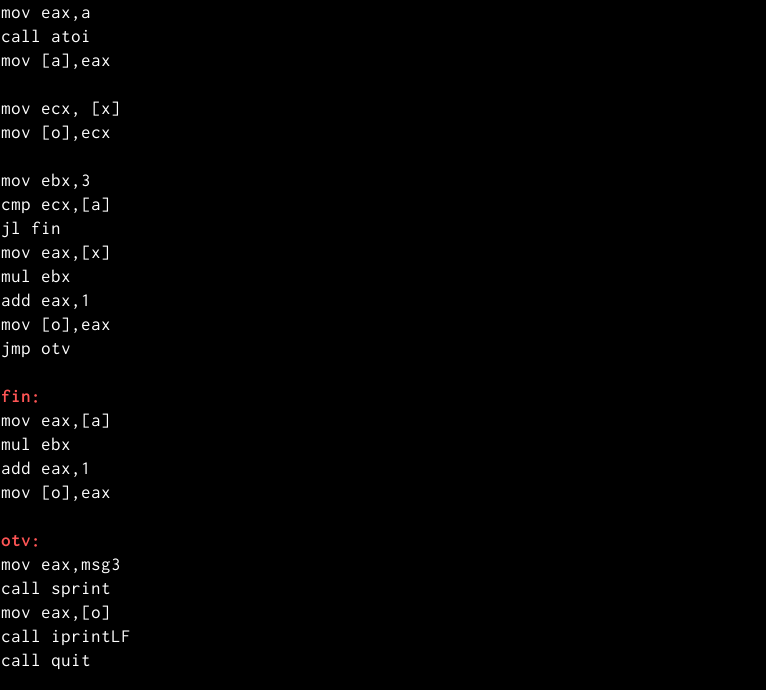 mov eax,a
call atoi
mov [a],eax
mov ecx, [x]
mov [o],ecx
mov ebx,3
cmp ecx,[a]
jl fin
mov eax,[x]
mul ebx
add eax,1
mov [o],eax
jmp otv
fin:
mov eax,[a]
mul ebx
add eax,1
mov [o],eax
otv:
mov eax,msg3
call sprint
mov eax,[o]
call iprintLF
call quit